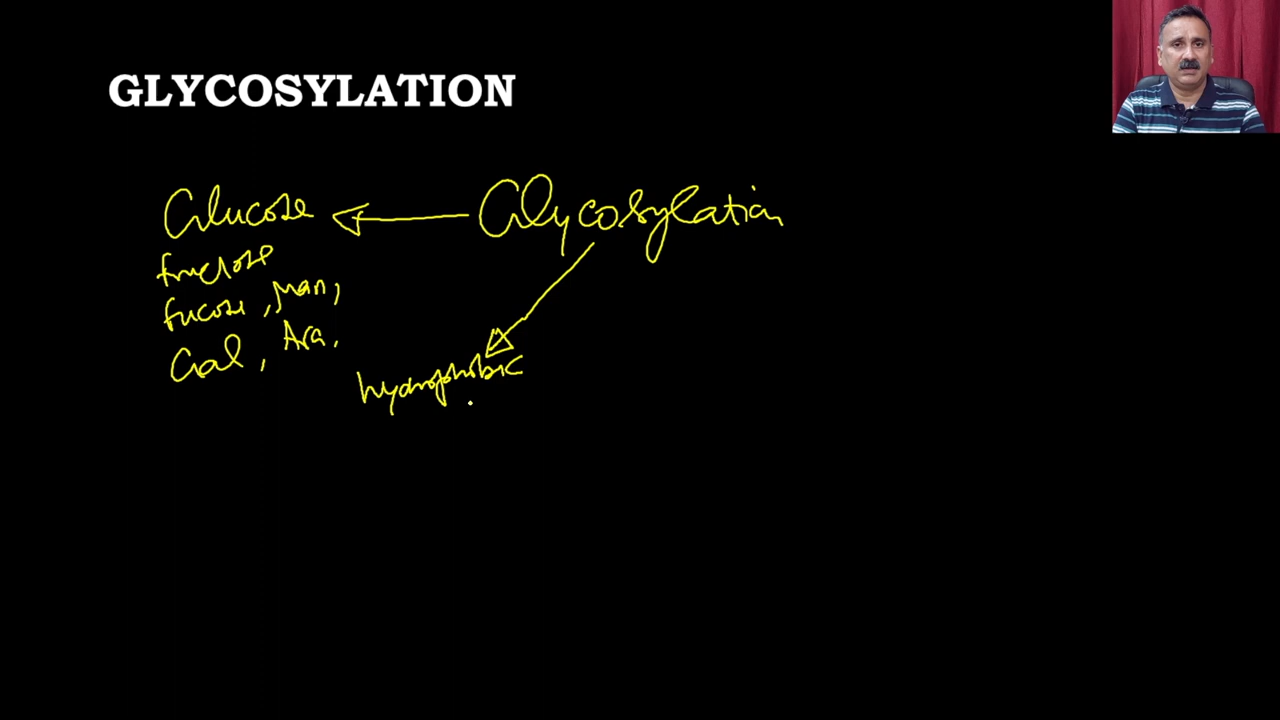 GLYCOSYLATION
Glucose Glycosylation
fructose
fucose, Man,
Gal, Ara,
hydrophobic